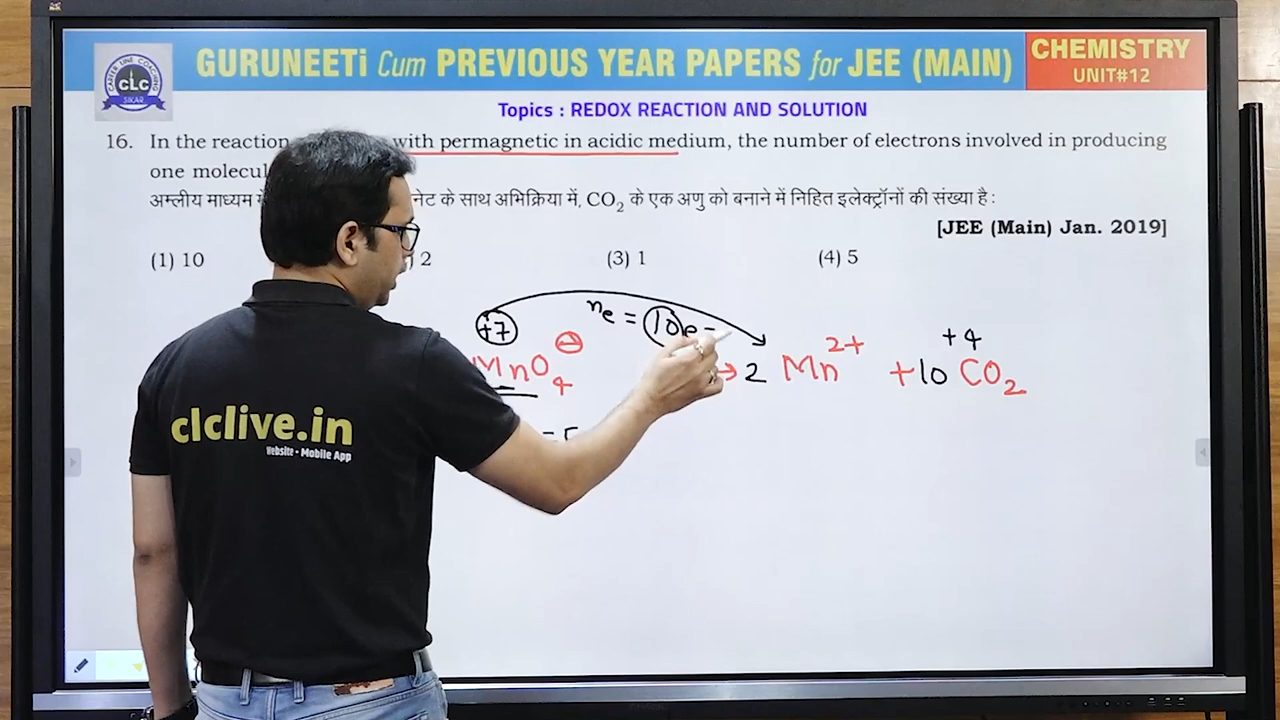 GURUNEETi Cum PREVIOUS YEAR PAPERS for JEE (MAIN)
CHEMISTRY
UNIT#12
CLC
SIKAR
Topics : REDOX REACTION AND SOLUTION
16. In the reaction with permagnetic in acidic medium, the number of electrons involved in producing
one
अम्लीय माध्यम के साथ अभिक्रिया में, CO₂ के एक अणु को बनाने में निहित इलेक्ट्रॉनों की संख्या है :
[JEE (Main) Jan. 2019]
(1) 10 2 (3) 1 (4) 5
+7 ne = 10e- +4
MnO₄⊖ → 2 Mn²⁺ + 10 CO₂
clclive.in
Website • Mobile App